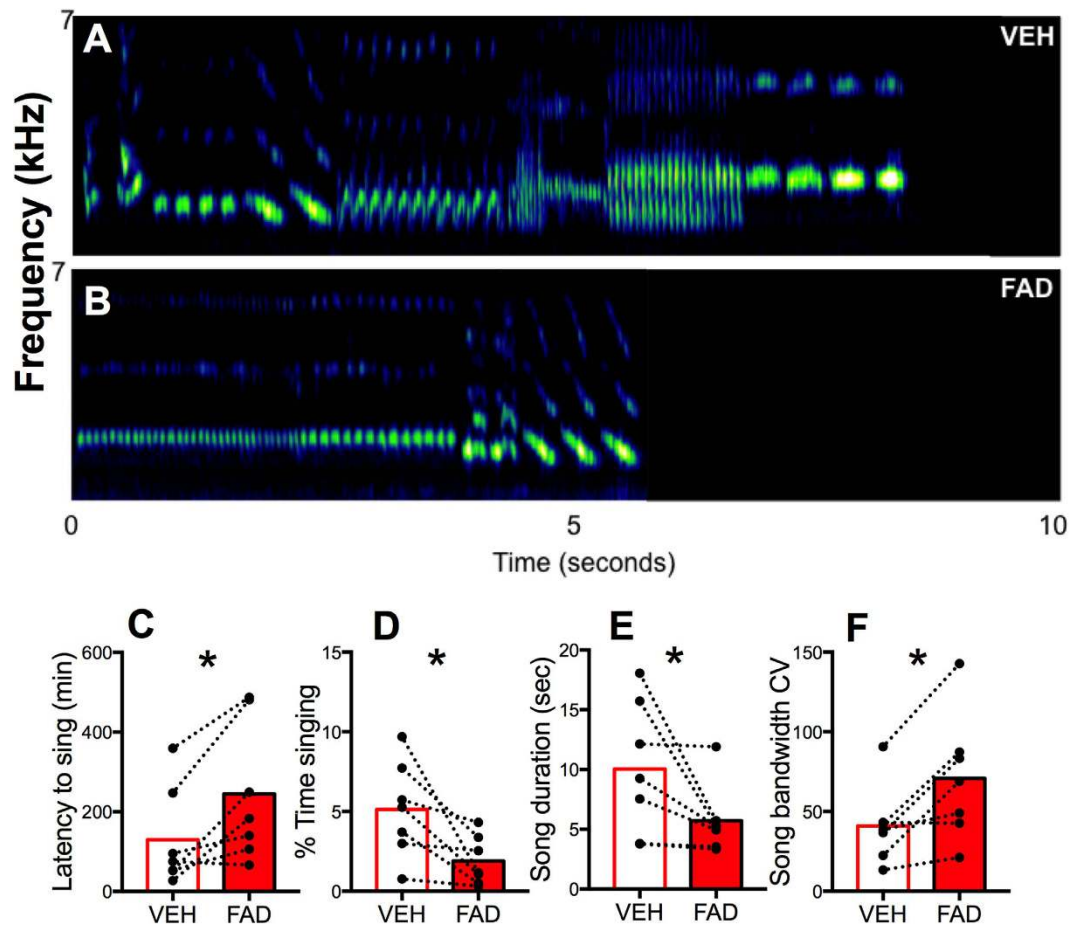 7
A
VEH
Frequency (kHz)
7
B
FAD
0
5
10
Time (seconds)
C
Latency to sing (min)
600
400
200
0
*
VEH
FAD
D
% Time singing
15
10
5
0
*
VEH
FAD
E
Song duration (sec)
20
15
10
5
0
*
VEH
FAD
F
Song bandwidth CV
150
100
50
0
*
VEH
FAD